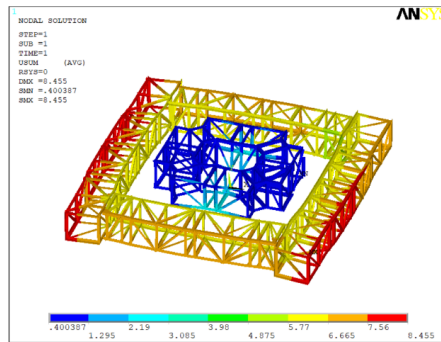 1
NODAL SOLUTION
ANSYS
STEP=1
SUB =1
TIME=1
USUM (AVG)
RSYS=0
DMX =8.455
SMN =.400387
SMX =8.455
.400387 2.19 3.98 5.77 7.56
1.295 3.085 4.875 6.665 8.455